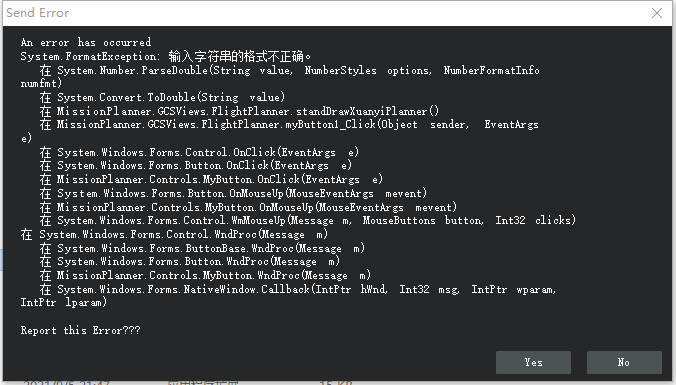 Send Error
An error has occurred
System.FormatException: 输入字符串的格式不正确。
在 System.Number.ParseDouble(String value, NumberStyles options, NumberFormatInfo
numfmt)
在 System.Convert.ToDouble(String value)
在 MissionPlanner.GCSViews.FlightPlanner.standDrawXuanyiPlanner()
在 MissionPlanner.GCSViews.FlightPlanner.myButton1_Click(Object sender, EventArgs
e)
在 System.Windows.Forms.Control.OnClick(EventArgs e)
在 System.Windows.Forms.Button.OnClick(EventArgs e)
在 MissionPlanner.Controls.MyButton.OnClick(EventArgs e)
在 System.Windows.Forms.Button.OnMouseUp(MouseEventArgs mevent)
在 MissionPlanner.Controls.MyButton.OnMouseUp(MouseEventArgs mevent)
在 System.Windows.Forms.Control.WmMouseUp(Message m, MouseButtons button, Int32 clicks)
在 System.Windows.Forms.Control.WndProc(Message m)
在 System.Windows.Forms.ButtonBase.WndProc(Message m)
在 System.Windows.Forms.Button.WndProc(Message m)
在 MissionPlanner.Controls.MyButton.WndProc(Message m)
在 System.Windows.Forms.NativeWindow.Callback(IntPtr hWnd, Int32 msg, IntPtr wparam,
IntPtr lparam)
Report this Error???
Yes No